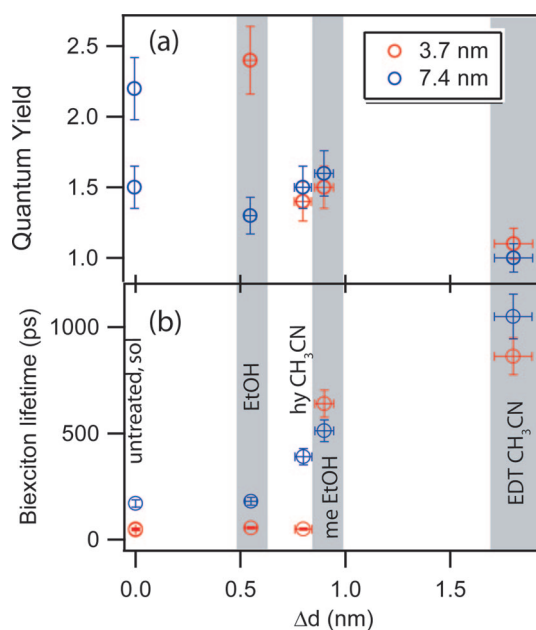 (a)
3.7 nm
7.4 nm
Quantum Yield
2.5
2.0
1.5
1.0
(b)
Biexciton lifetime (ps)
1000
500
0
untreated, sol
EtOH
hy CH₃CN
me EtOH
EDT CH₃CN
0.0
0.5
1.0
1.5
Δd (nm)